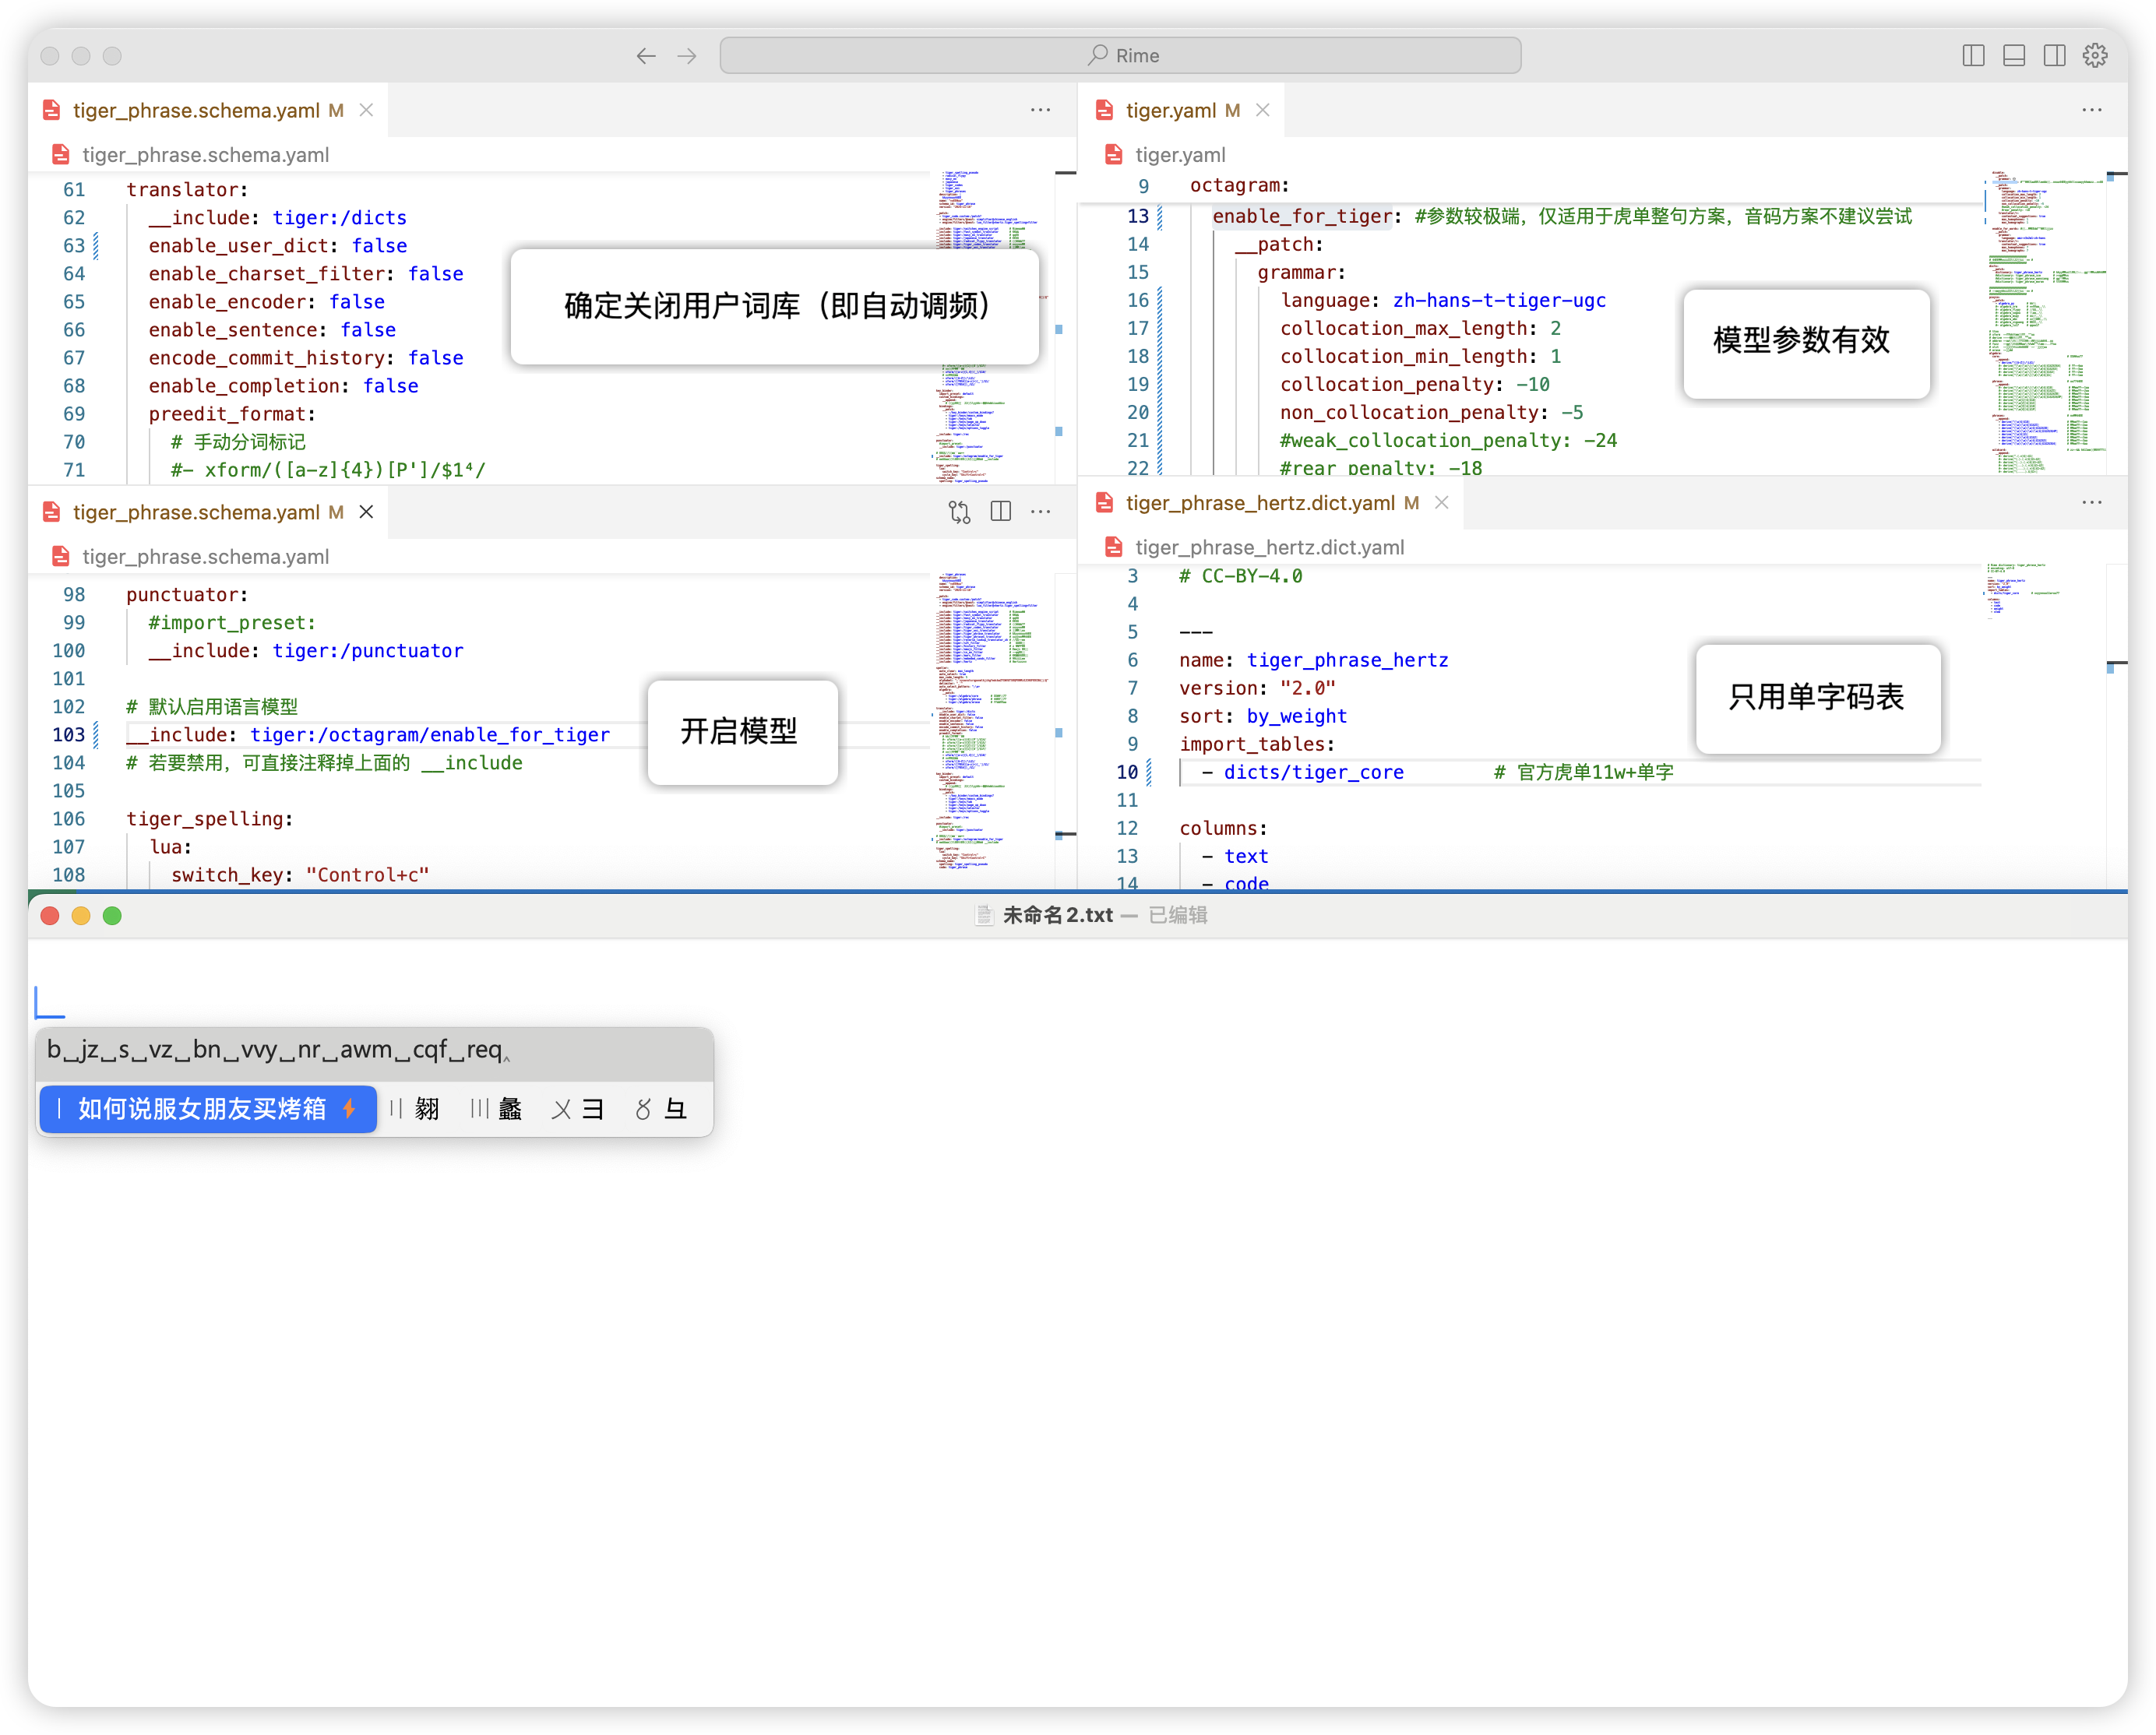 Rime
tiger_phrase.schema.yaml M
tiger_phrase.schema.yaml
61 translator:
62 __include: tiger:/dicts
63 enable_user_dict: false
64 enable_charset_filter: false
65 enable_encoder: false
66 enable_sentence: false
67 encode_commit_history: false
68 enable_completion: false
69 preedit_format:
70 # 手动分词标记
71 #- xform/([a-z]{4})[P']/$1⁴/
确定关闭用户词库（即自动调频）
tiger.yaml M
tiger.yaml
9 octagram:
13 enable_for_tiger: #参数较极端，仅适用于虎单整句方案，音码方案不建议尝试
14 __patch:
15 grammar:
16 language: zh-hans-t-tiger-ugc
17 collocation_max_length: 2
18 collocation_min_length: 1
19 collocation_penalty: -10
20 non_collocation_penalty: -5
21 #weak_collocation_penalty: -24
22 #rear_penalty: -18
模型参数有效
tiger_phrase.schema.yaml M
tiger_phrase.schema.yaml
98 punctuator:
99 #import_preset:
100 __include: tiger:/punctuator
101
102 # 默认启用语言模型
103 __include: tiger:/octagram/enable_for_tiger
104 # 若要禁用，可直接注释掉上面的 __include
105
106 tiger_spelling:
107 lua:
108 switch_key: "Control+c"
开启模型
tiger_phrase_hertz.dict.yaml M
tiger_phrase_hertz.dict.yaml
3 # CC-BY-4.0
4
5 ---
6 name: tiger_phrase_hertz
7 version: "2.0"
8 sort: by_weight
9 import_tables:
10 - dicts/tiger_core # 官方虎单11w+单字
11
12 columns:
13 - text
14 - code
只用单字码表
未命名2.txt — 已编辑
b␣jz␣s␣vz␣bn␣vvy␣nr␣awm␣cqf␣req‸
〡 如何说服女朋友买烤箱 ⚡ 〢 〣 蠡 〤 彐 〥 彑